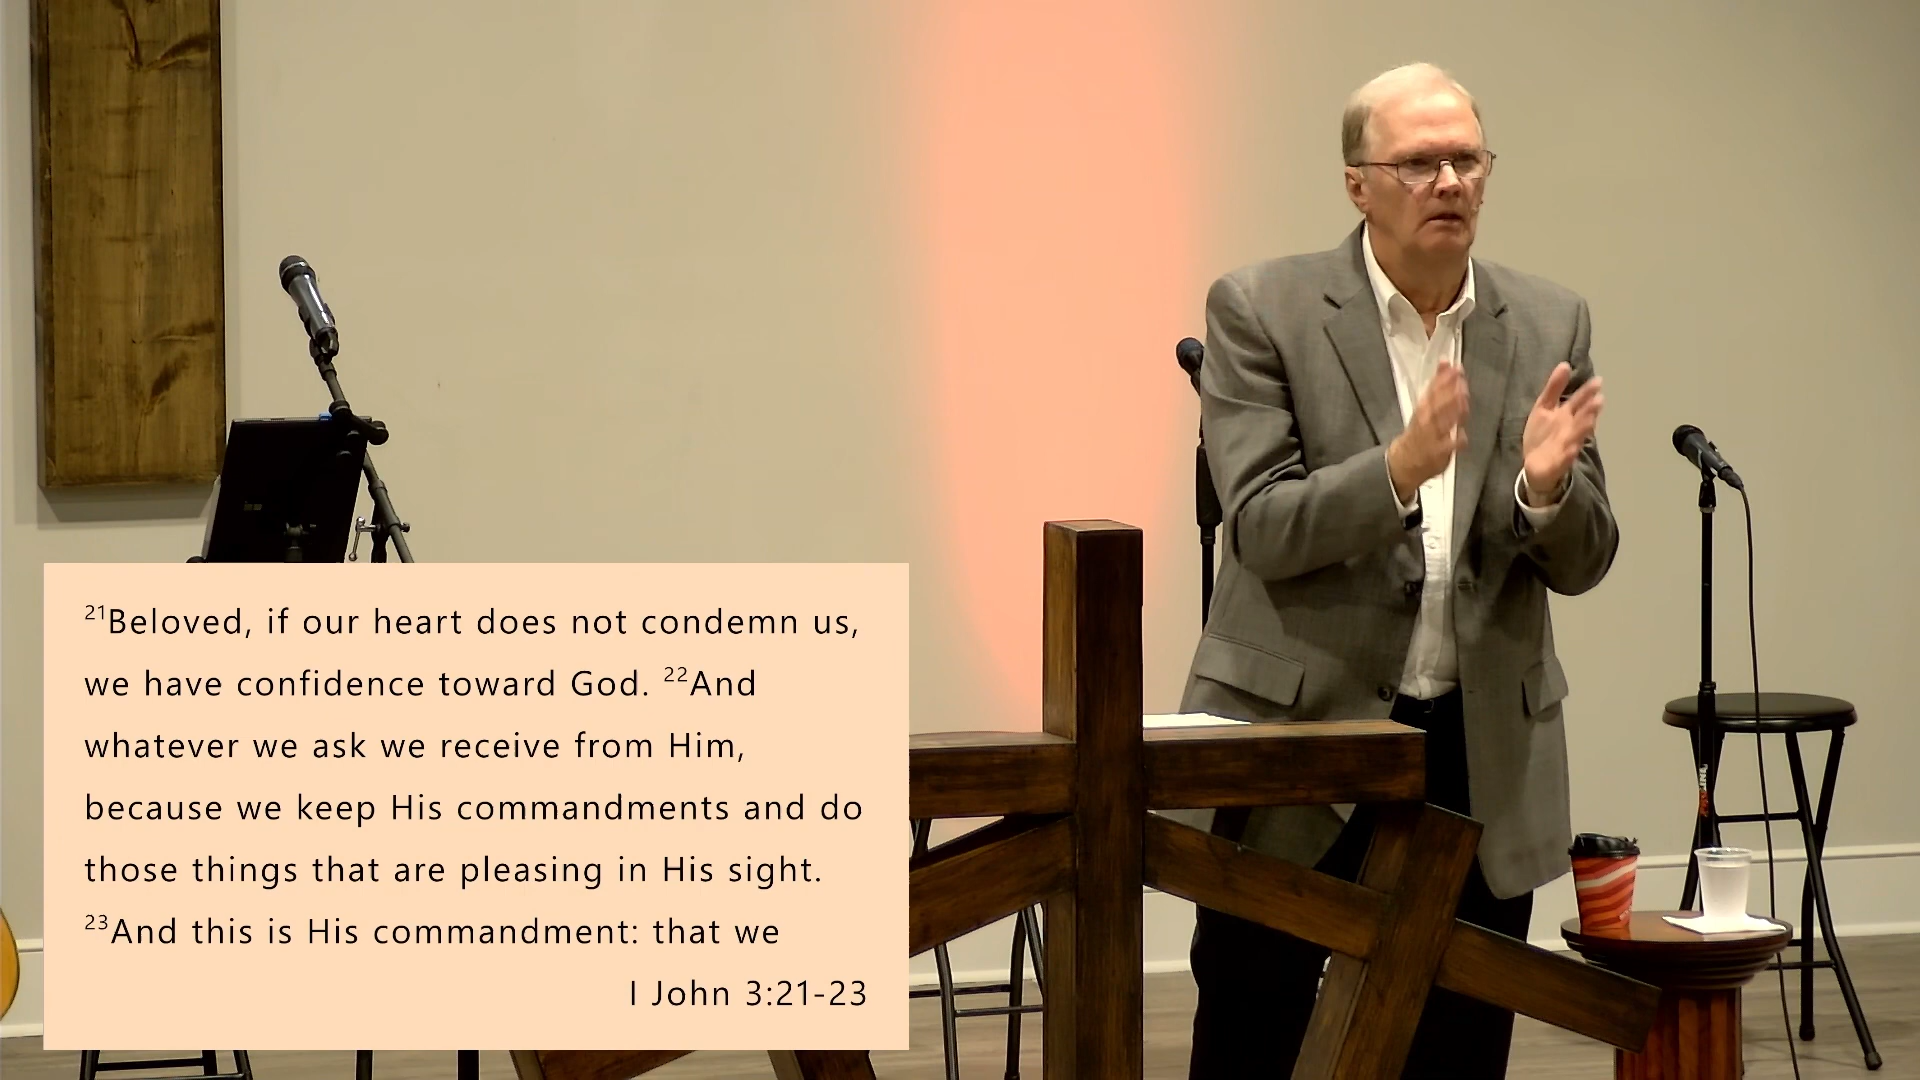 ²¹Beloved, if our heart does not condemn us,
we have confidence toward God. ²²And
whatever we ask we receive from Him,
because we keep His commandments and do
those things that are pleasing in His sight.
²³And this is His commandment: that we
I John 3:21-23